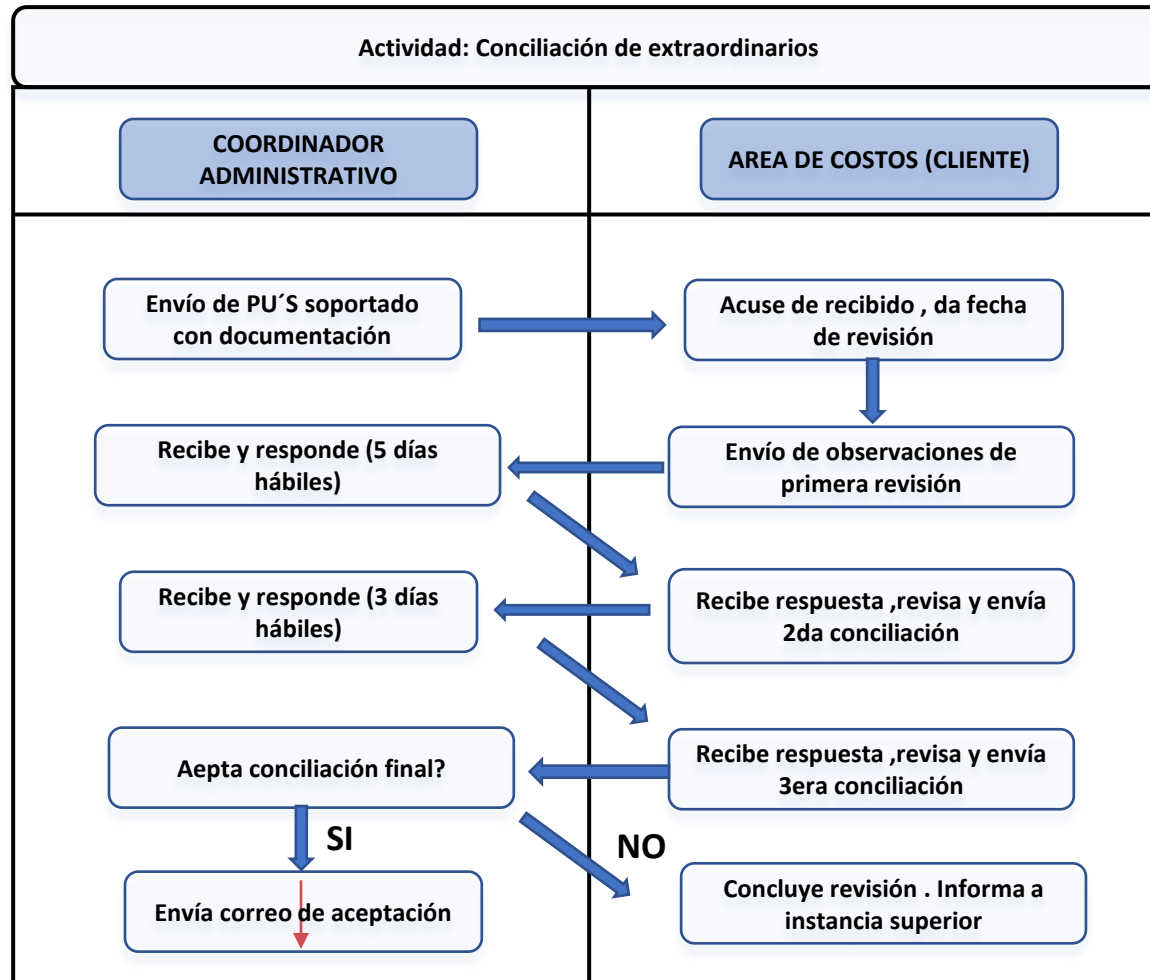 Actividad: Conciliación de extraordinarios
COORDINADOR
ADMINISTRATIVO
AREA DE COSTOS (CLIENTE)
Envío de PU´S soportado
con documentación
Acuse de recibido , da fecha
de revisión
Recibe y responde (5 días
hábiles)
Envío de observaciones de
primera revisión
Recibe y responde (3 días
hábiles)
Recibe respuesta ,revisa y envía
2da conciliación
Aepta conciliación final?
Recibe respuesta ,revisa y envía
3era conciliación
SI
NO
Envía correo de aceptación
Concluye revisión . Informa a
instancia superior